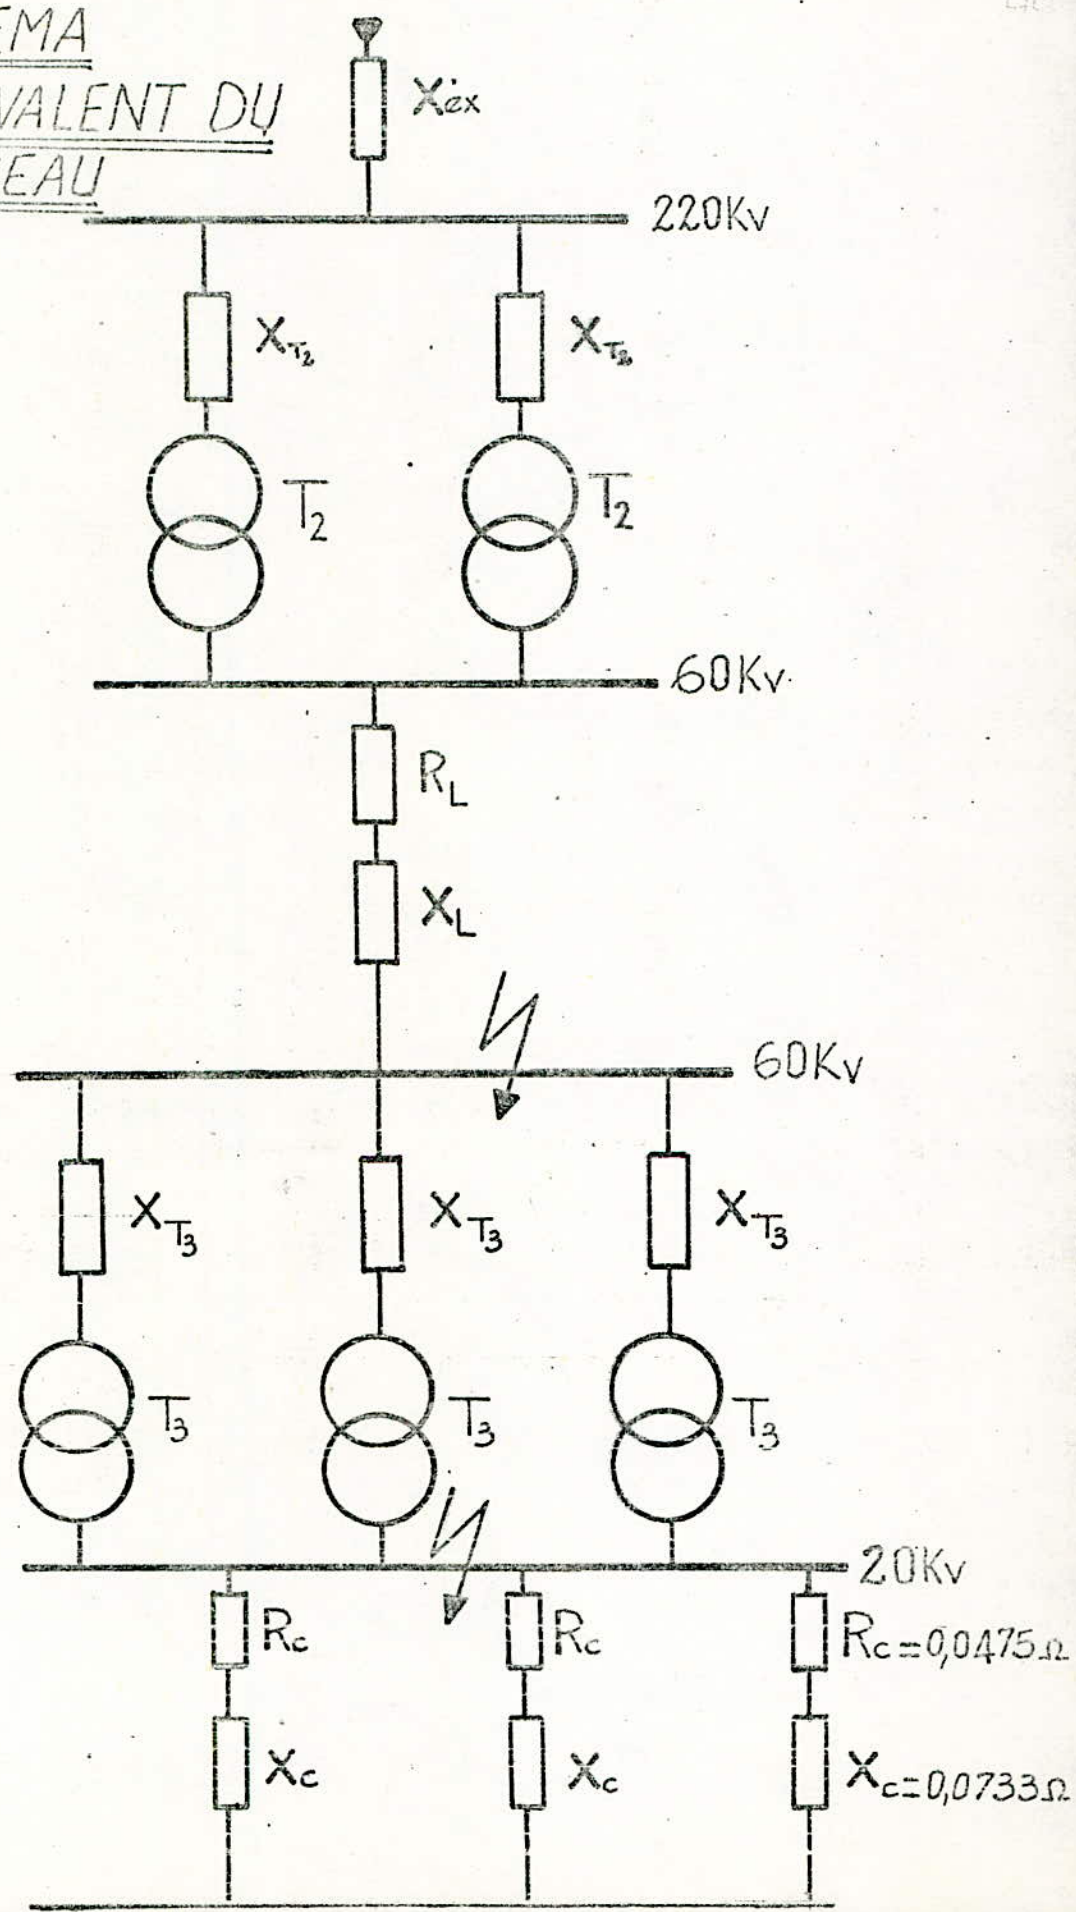 EMA
VALENT DU
EAU
Xex
220Kv
XT2 XT2
T2 T2
60Kv
RL
XL
60Kv
XT3 XT3 XT3
T3 T3 T3
20Kv
Rc Rc Rc=0,0475Ω
Xc Xc Xc=0,0733Ω